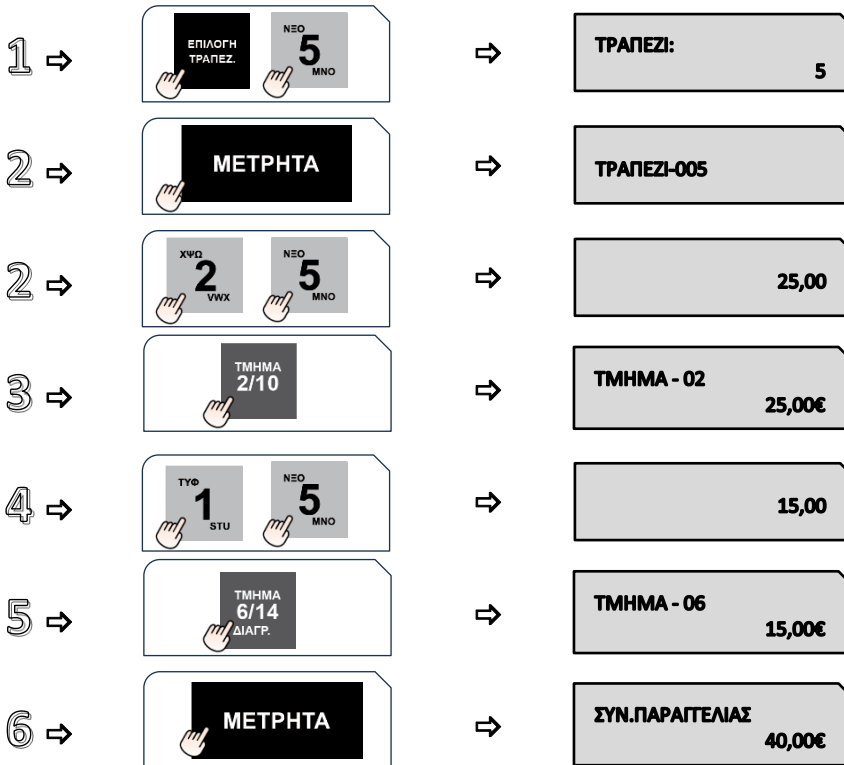 1 ⇨ ΕΠΙΛΟΓΗ ΤΡΑΠΕΖ. ΝΞΟ 5 ΜΝΟ ⇨ ΤΡΑΠΕΖΙ: 5
2 ⇨ ΜΕΤΡΗΤΑ ⇨ ΤΡΑΠΕΖΙ-005
2 ⇨ ΧΨΩ 2 VWX ΝΞΟ 5 MNO ⇨ 25,00
3 ⇨ ΤΜΗΜΑ 2/10 ⇨ ΤΜΗΜΑ - 02 25,00€
4 ⇨ ΤΥΦ 1 STU ΝΞΟ 5 MNO ⇨ 15,00
5 ⇨ ΤΜΗΜΑ 6/14 ΔΙΑΓΡ. ⇨ ΤΜΗΜΑ - 06 15,00€
6 ⇨ ΜΕΤΡΗΤΑ ⇨ ΣΥΝ.ΠΑΡΑΓΓΕΛΙΑΣ 40,00€